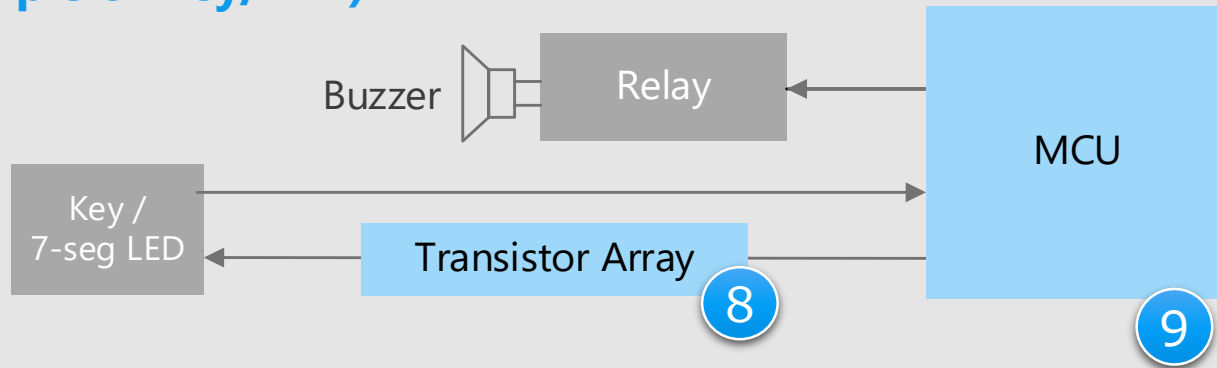 Buzzer
Relay
MCU
Key /
7-seg LED
Transistor Array
8
9